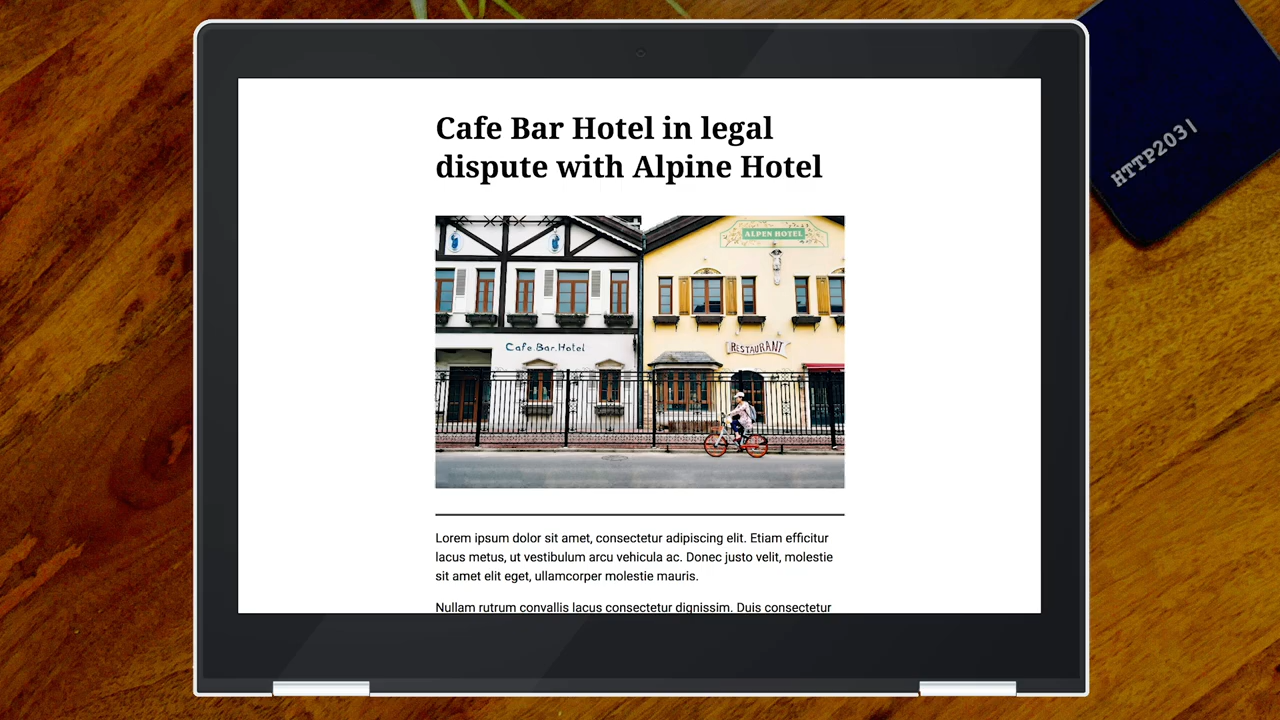 Cafe Bar Hotel in legal
dispute with Alpine Hotel
ALPEN HOTEL
Cafe.Bar.Hotel
RESTAURANT
Lorem ipsum dolor sit amet, consectetur adipiscing elit. Etiam efficitur
lacus metus, ut vestibulum arcu vehicula ac. Donec justo velit, molestie
sit amet elit eget, ullamcorper molestie mauris.
Nullam rutrum convallis lacus consectetur dignissim. Duis consectetur
HTTP203|